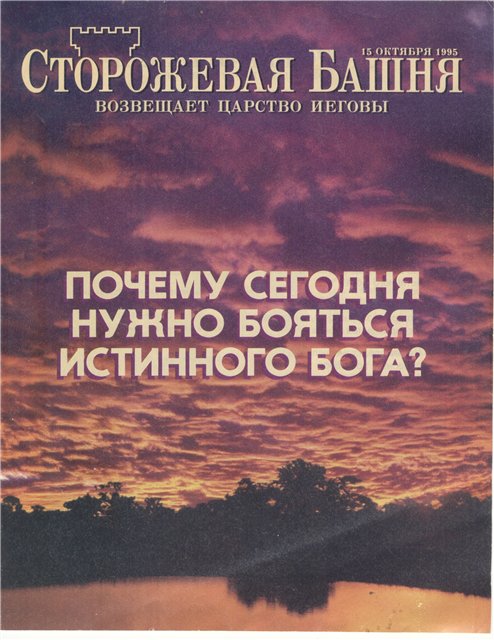 15 ОКТЯБРЯ 1995
СТОРОЖЕВАЯ БАШНЯ
ВОЗВЕЩАЕТ ЦАРСТВО ИЕГОВЫ
ПОЧЕМУ СЕГОДНЯ
НУЖНО БОЯТЬСЯ
ИСТИННОГО БОГА?